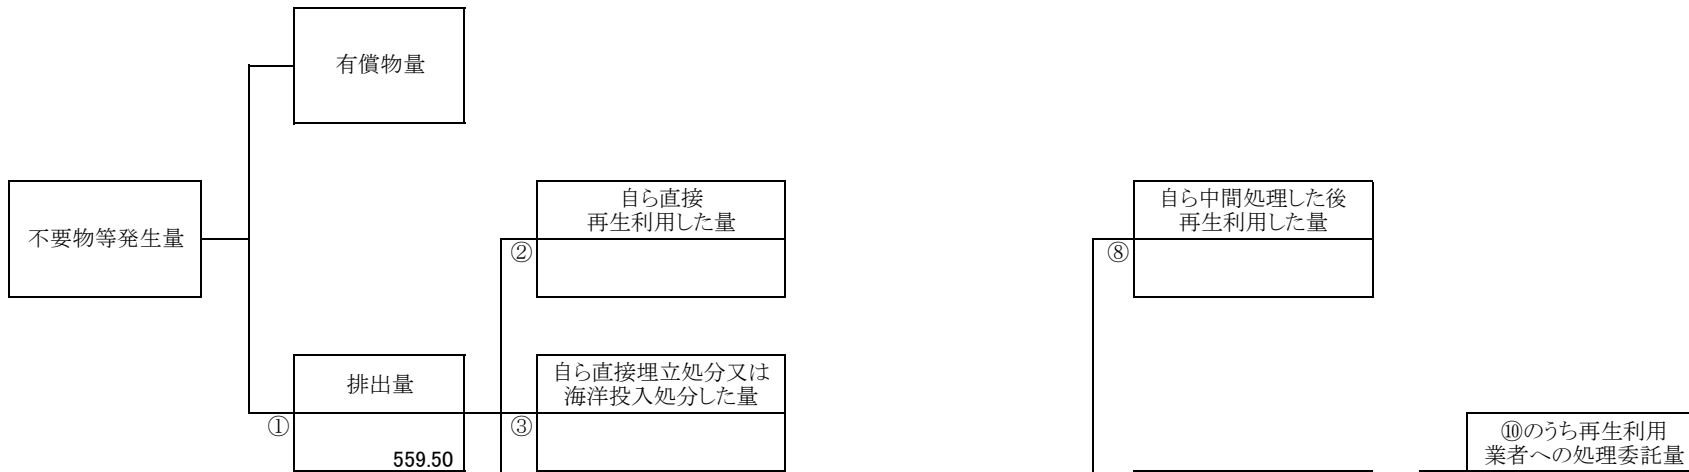 有償物量
不要物等発生量
自ら直接
再生利用した量
②
自ら中間処理した後
再生利用した量
⑧
排出量
①
559.50
自ら直接埋立処分又は
海洋投入処分した量
③
⑩のうち再生利用
業者への処理委託量